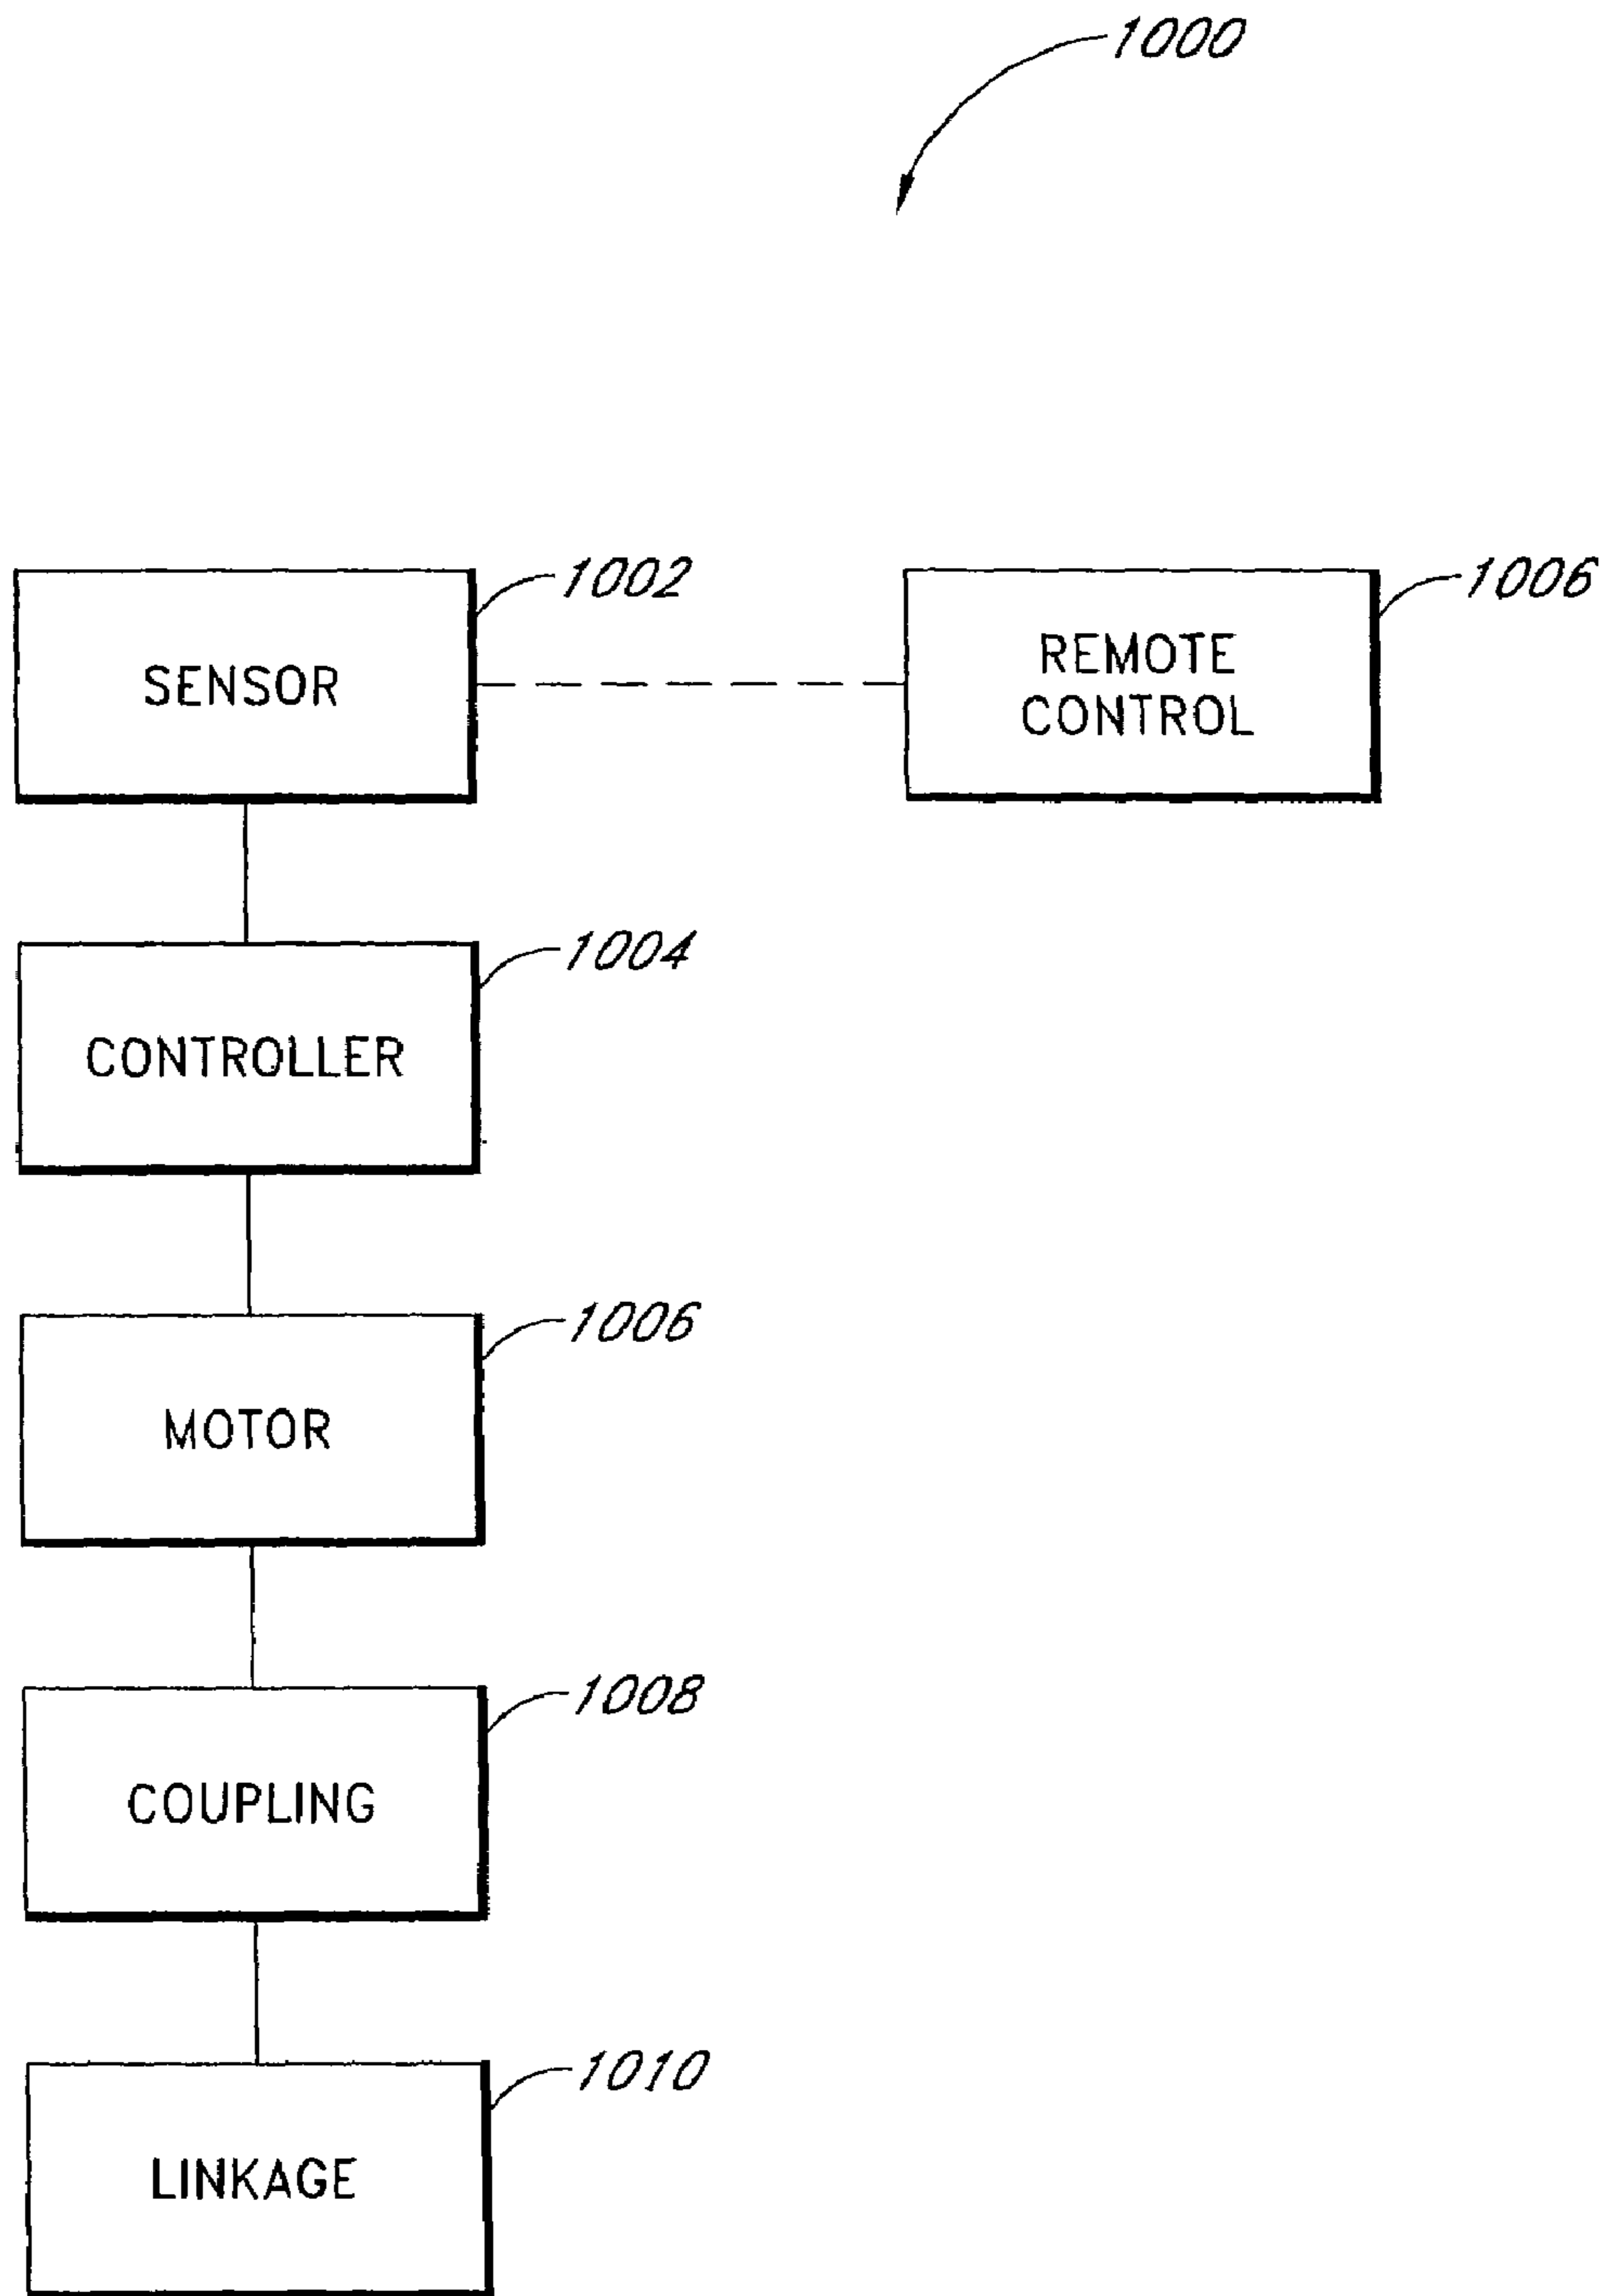 1000
1002
SENSOR
1006
REMOTE
CONTROL
1004
CONTROLLER
1006
MOTOR
1008
COUPLING
1010
LINKAGE